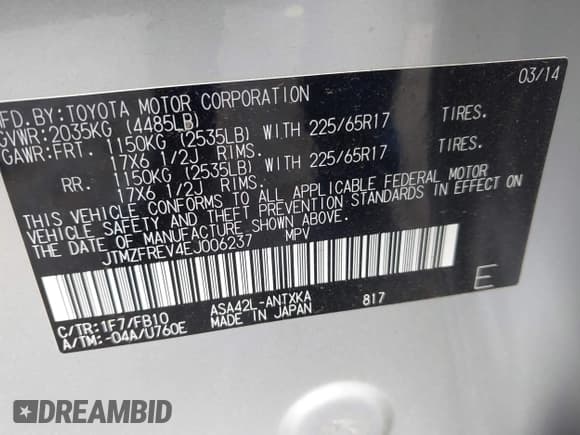 03/14
MFD.BY:TOYOTA MOTOR CORPORATION
GVWR:2035KG (4485LB)
GAWR:FRT. 1150KG (2535LB) WITH 225/65R17 TIRES.
17X6 1/2J RIMS.
RR. 1150KG (2535LB) WITH 225/65R17 TIRES.
17X6 1/2J RIMS.
THIS VEHICLE CONFORMS TO ALL APPLICABLE FEDERAL MOTOR
VEHICLE SAFETY AND THEFT PREVENTION STANDARDS IN EFFECT ON
THE DATE OF MANUFACTURE SHOWN ABOVE.
JTMZFREV4EJ006237 MPV
E
C/TR:1F7/FB10 ASA42L-ANTXKA 817
A/TM:-04A/U760E MADE IN JAPAN
DREAMBID